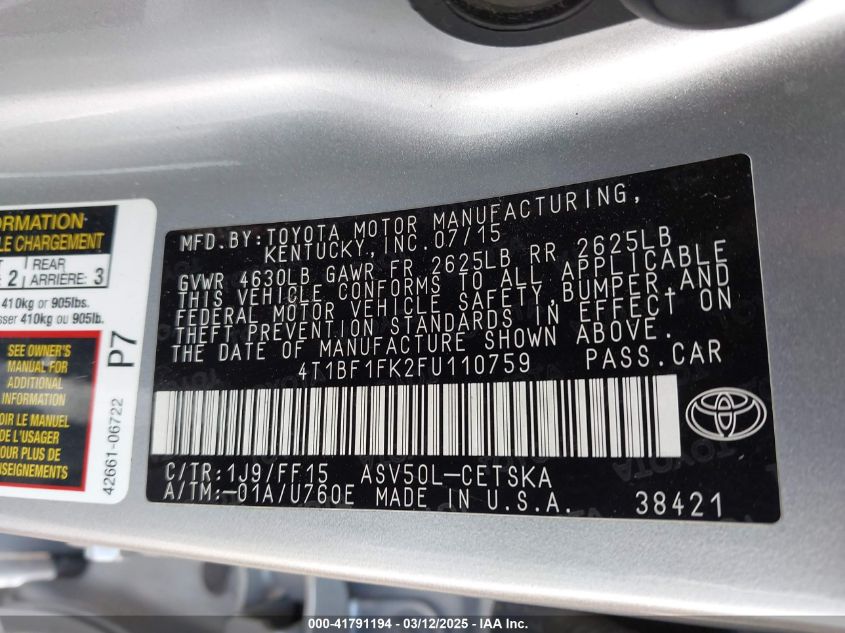 ORMATION
LE CHARGEMENT
2 REAR ARRIÈRE: 3
410kg or 905lbs.
sser 410kg ou 905lb.
SEE OWNER'S
MANUAL FOR
ADDITIONAL
INFORMATION
OIR LE MANUEL
DE L'USAGER
POUR PLUS DE
NSEIGNEMENTS
P7
42661-06722
MFD. BY: TOYOTA MOTOR MANUFACTURING,
KENTUCKY, INC. 07/15
GVWR 4630LB GAWR FR 2625LB RR 2625LB
THIS VEHICLE CONFORMS TO ALL APPLICABLE
FEDERAL MOTOR VEHICLE SAFETY, BUMPER, AND
THEFT PREVENTION STANDARDS IN EFFECT ON
THE DATE OF MANUFACTURE SHOWN ABOVE.
4T1BF1FK2FU110759 PASS.CAR
C/TR: 1J9/FF15 ASV50L-CETSKA
A/TM:-01A/U760E MADE IN U.S.A. 38421
000-41791194 - 03/12/2025 - © IAA Inc.